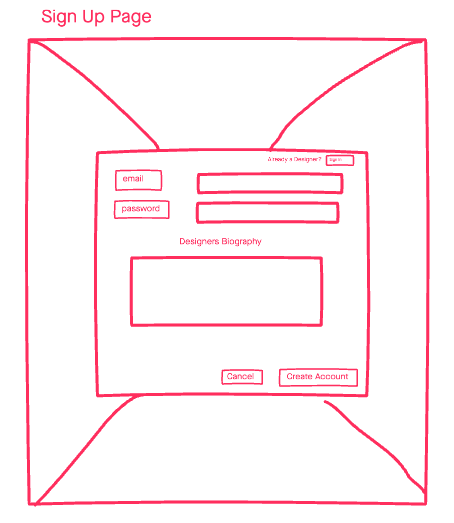 Sign Up Page
Already a Designer? Sign In
email
password
Designers Biography
Cancel
Create Account